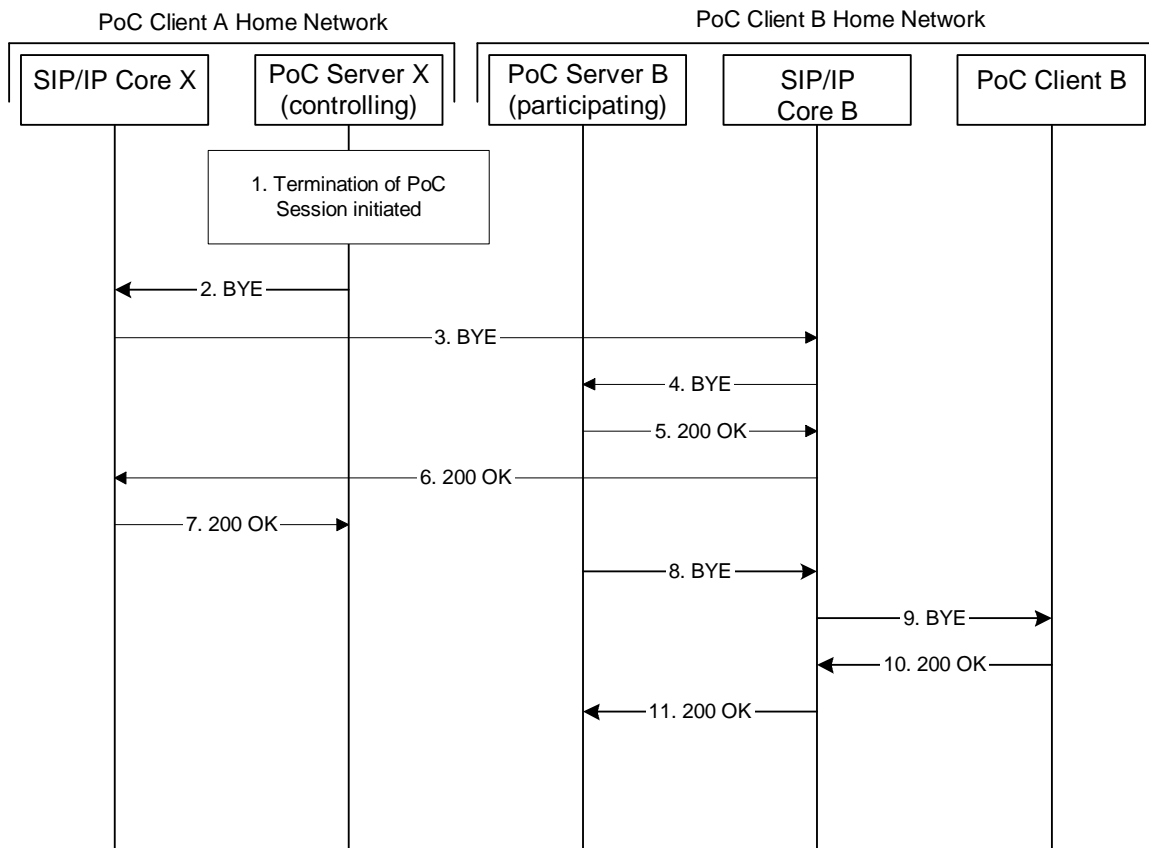 PoC Client A Home Network
PoC Client B Home Network
SIP/IP Core X
PoC Server X
(controlling)
PoC Server B
(participating)
SIP/IP
Core B
PoC Client B
1. Termination of PoC
Session initiated
2. BYE
3. BYE
4. BYE
5. 200 OK
6. 200 OK
7. 200 OK
8. BYE
9. BYE
10. 200 OK
11. 200 OK